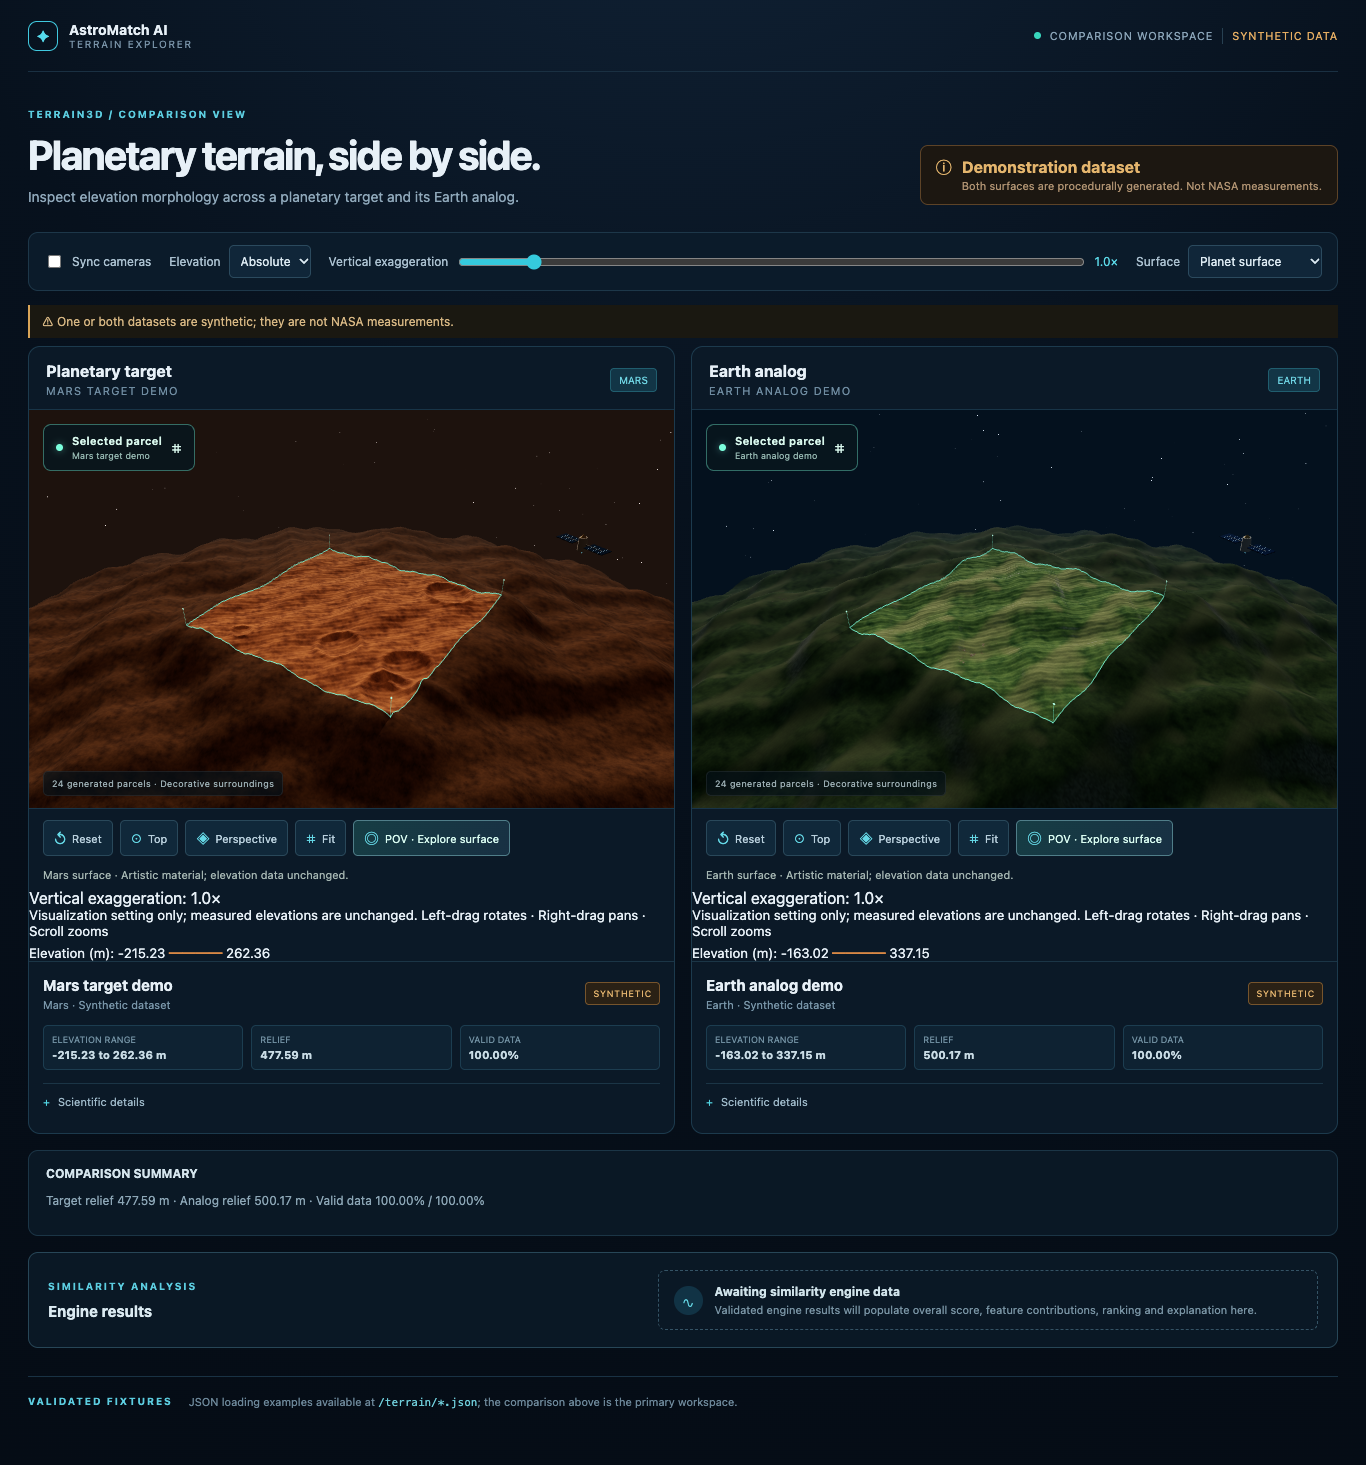 AstroMatch AI
TERRAIN EXPLORER
COMPARISON WORKSPACE
SYNTHETIC DATA
TERRAIN3D / COMPARISON VIEW
Planetary terrain, side by side.
Inspect elevation morphology across a planetary target and its Earth analog.
Demonstration dataset
Both surfaces are procedurally generated. Not NASA measurements.
Sync cameras
Elevation
Absolute
Vertical exaggeration
1.0×
Surface
Planet surface
⚠ One or both datasets are synthetic; they are not NASA measurements.
Planetary target
MARS TARGET DEMO
MARS
Selected parcel
Mars target demo
24 generated parcels · Decorative surroundings
Reset
Top
Perspective
Fit
POV · Explore surface
Mars surface · Artistic material; elevation data unchanged.
Vertical exaggeration: 1.0×
Visualization setting only; measured elevations are unchanged. Left-drag rotates · Right-drag pans ·
Scroll zooms
Elevation (m): -215.23 262.36
Mars target demo
Mars · Synthetic dataset
SYNTHETIC
ELEVATION RANGE
-215.23 to 262.36 m
RELIEF
477.59 m
VALID DATA
100.00%
+ Scientific details
Earth analog
EARTH ANALOG DEMO
EARTH
Selected parcel
Earth analog demo
24 generated parcels · Decorative surroundings
Reset
Top
Perspective
Fit
POV · Explore surface
Earth surface · Artistic material; elevation data unchanged.
Vertical exaggeration: 1.0×
Visualization setting only; measured elevations are unchanged. Left-drag rotates · Right-drag pans ·
Scroll zooms
Elevation (m): -163.02 337.15
Earth analog demo
Earth · Synthetic dataset
SYNTHETIC
ELEVATION RANGE
-163.02 to 337.15 m
RELIEF
500.17 m
VALID DATA
100.00%
+ Scientific details
COMPARISON SUMMARY
Target relief 477.59 m · Analog relief 500.17 m · Valid data 100.00% / 100.00%
SIMILARITY ANALYSIS
Engine results
Awaiting similarity engine data
Validated engine results will populate overall score, feature contributions, ranking and explanation here.
VALIDATED FIXTURES
JSON loading examples available at /terrain/*.json; the comparison above is the primary workspace.